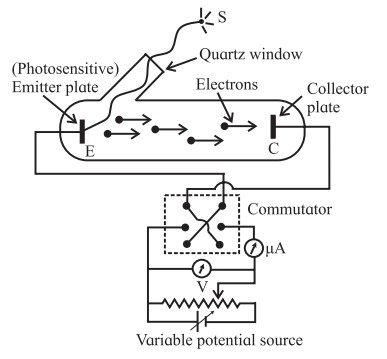 S
Quartz window
(Photosensitive)
Emitter plate
Electrons
Collector
plate
E
C
Commutator
μA
V
Variable potential source